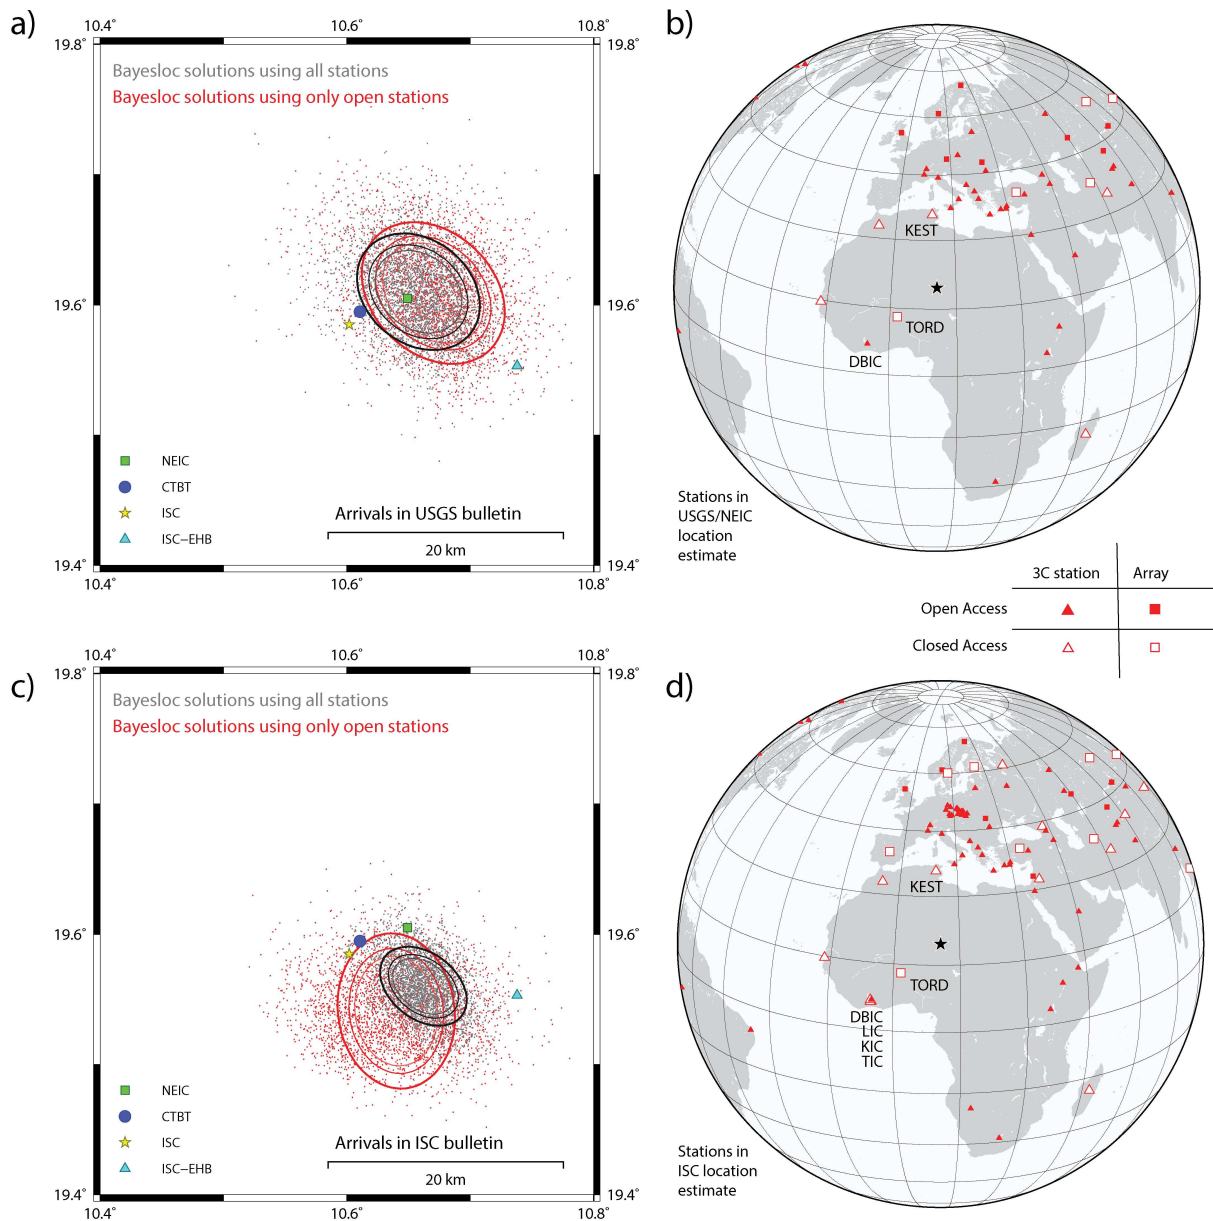 a)
10.4°
10.6°
10.8°
19.8°
19.8°
Bayesloc solutions using all stations
Bayesloc solutions using only open stations
19.6°
19.6°
NEIC
CTBT
ISC
ISC–EHB
Arrivals in USGS bulletin
20 km
19.4°
19.4°
10.4°
10.6°
10.8°
b)
KEST
TORD
DBIC
Stations in
USGS/NEIC
location
estimate
3C station
Array
Open Access
Closed Access
c)
10.4°
10.6°
10.8°
19.8°
19.8°
Bayesloc solutions using all stations
Bayesloc solutions using only open stations
19.6°
19.6°
NEIC
CTBT
ISC
ISC–EHB
Arrivals in ISC bulletin
20 km
19.4°
19.4°
10.4°
10.6°
10.8°
d)
KEST
TORD
DBIC
LIC
KIC
TIC
Stations in
ISC location
estimate